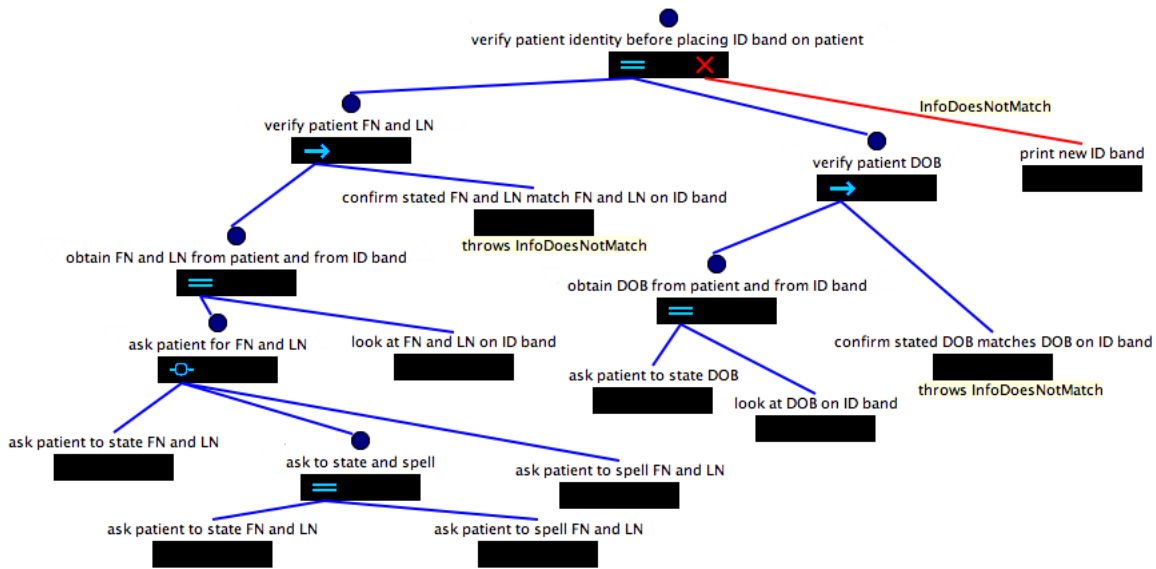 verify patient identity before placing ID band on patient
InfoDoesNotMatch
verify patient FN and LN
print new ID band
verify patient DOB
confirm stated FN and LN match FN and LN on ID band
throws InfoDoesNotMatch
obtain FN and LN from patient and from ID band
obtain DOB from patient and from ID band
ask patient for FN and LN
look at FN and LN on ID band
confirm stated DOB matches DOB on ID band
throws InfoDoesNotMatch
ask patient to state DOB
look at DOB on ID band
ask patient to state FN and LN
ask to state and spell
ask patient to spell FN and LN
ask patient to state FN and LN
ask patient to spell FN and LN